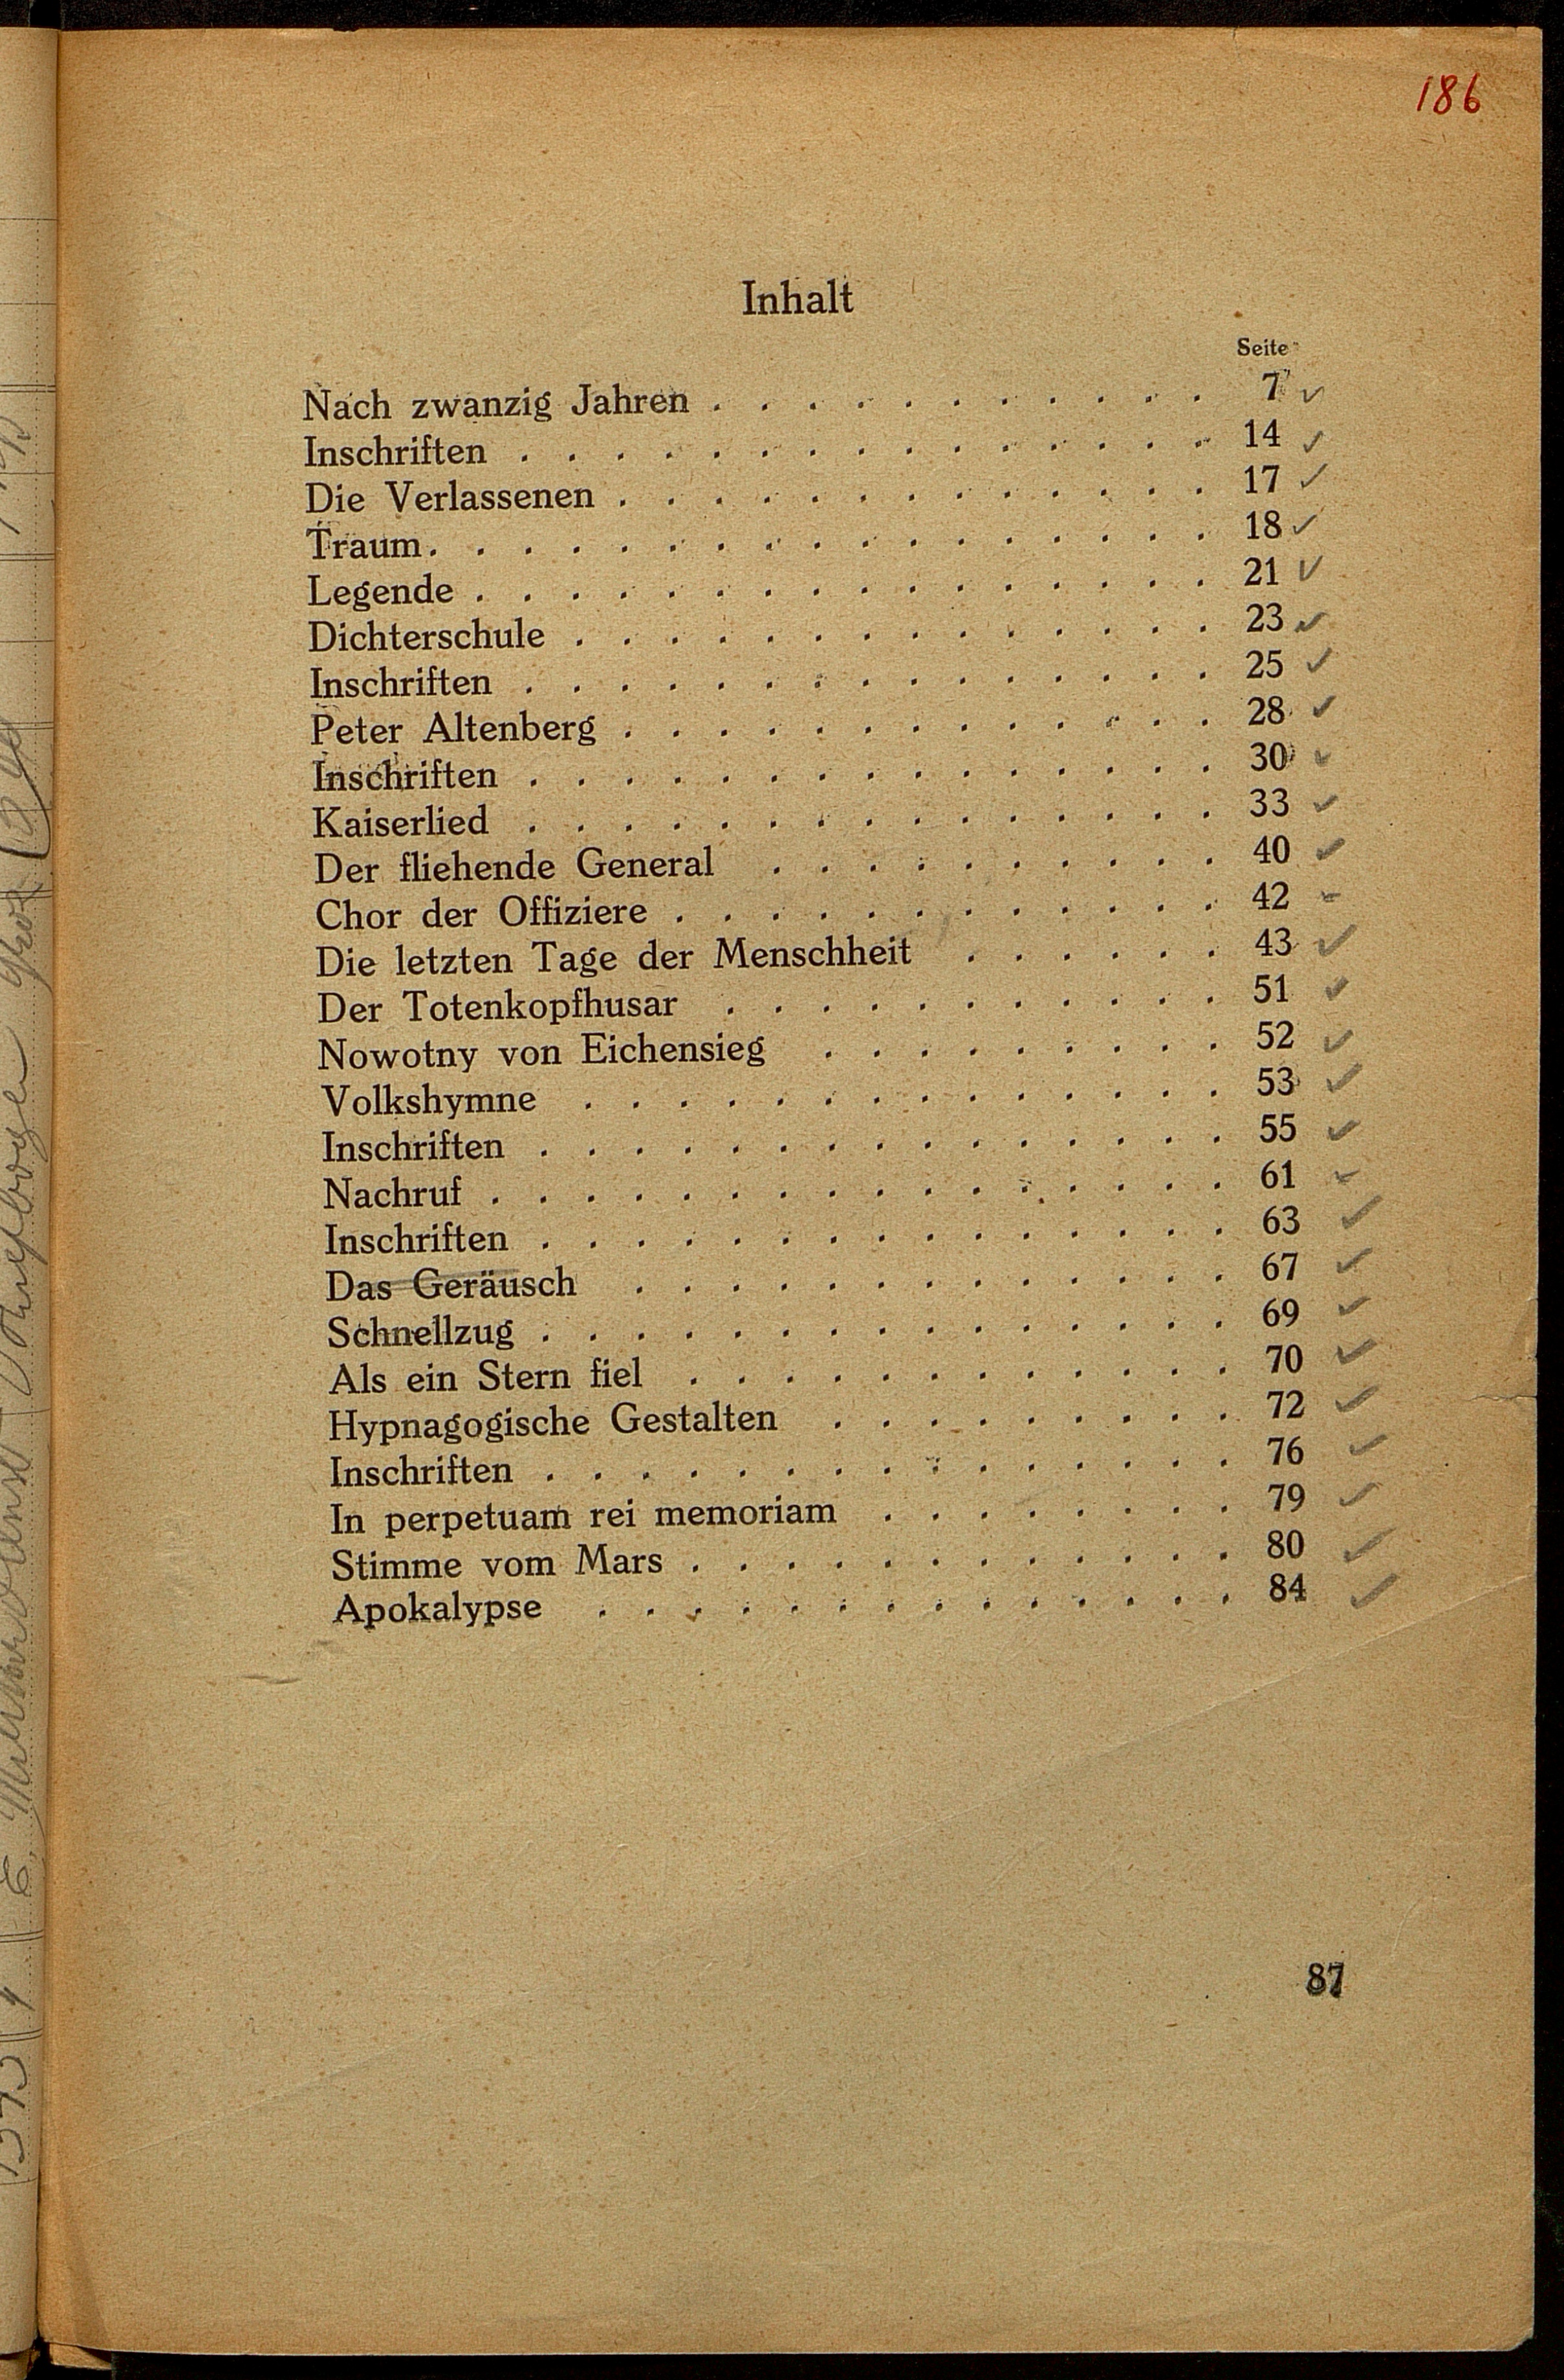 186
Inhalt
Seite
Nach zwanzig Jahren . . . . . . . . . . . 7 ✓
Inschriften . . . . . . . . . . . . . . . 14 ✓
Die Verlassenen . . . . . . . . . . . . . 17 ✓
Traum . . . . . . . . . . . . . . . . . 18 ✓
Legende . . . . . . . . . . . . . . . . 21 ✓
Dichterschule . . . . . . . . . . . . . . 23 ✓
Inschriften . . . . . . . . . . . . . . . 25 ✓
Peter Altenberg . . . . . . . . . . . . . 28 ✓
Inschriften . . . . . . . . . . . . . . . 30 ✓
Kaiserlied . . . . . . . . . . . . . . . 33 ✓
Der fliehende General . . . . . . . . . . 40 ✓
Chor der Offiziere . . . . . . . . . . . . 42 ✓
Die letzten Tage der Menschheit . . . . . . 43 ✓
Der Totenkopfhusar . . . . . . . . . . . 51 ✓
Nowotny von Eichensieg . . . . . . . . . 52 ✓
Volkshymne . . . . . . . . . . . . . . 53 ✓
Inschriften . . . . . . . . . . . . . . . 55 ✓
Nachruf . . . . . . . . . . . . . . . . 61 ✓
Inschriften . . . . . . . . . . . . . . . 63 ✓
Das Geräusch . . . . . . . . . . . . . 67 ✓
Schnellzug . . . . . . . . . . . . . . . 69 ✓
Als ein Stern fiel . . . . . . . . . . . . 70 ✓
Hypnagogische Gestalten . . . . . . . . . 72 ✓
Inschriften . . . . . . . . . . . . . . . 76 ✓
In perpetuam rei memoriam . . . . . . . . 79 ✓
Stimme vom Mars . . . . . . . . . . . . 80 ✓
Apokalypse . . . . . . . . . . . . . . 84 ✓
87